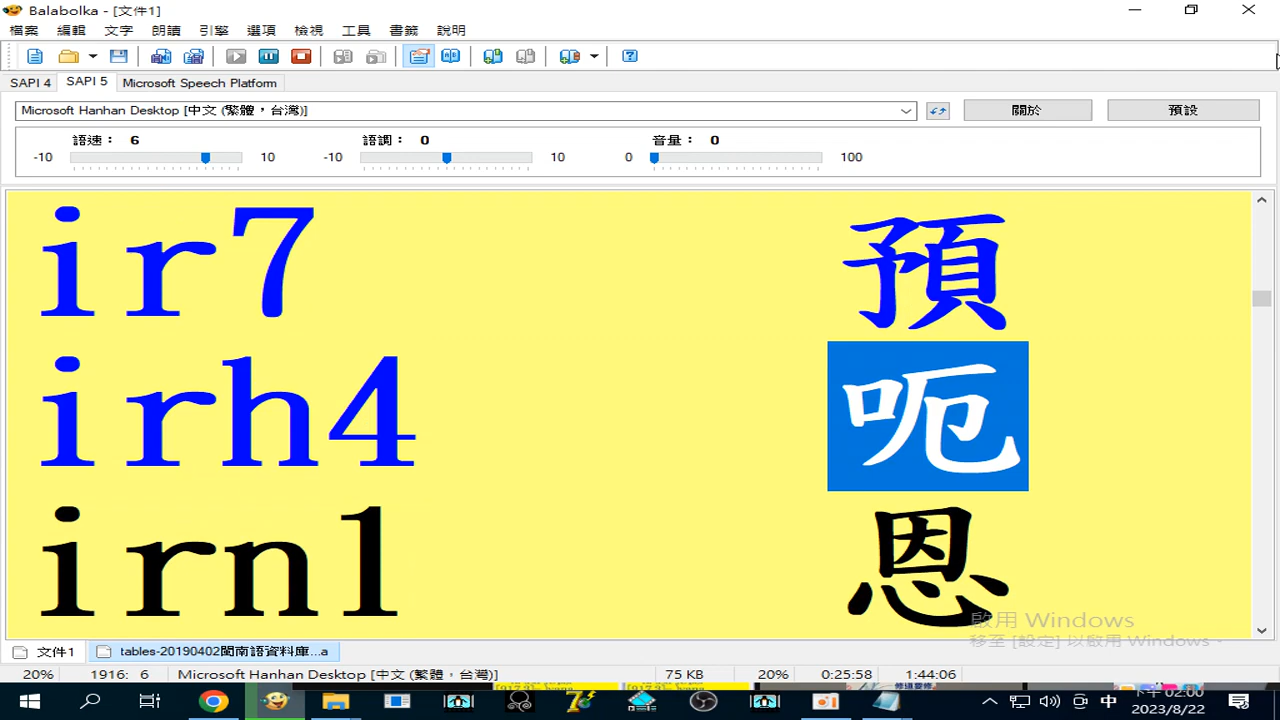 Balabolka - [文件1]
檔案 編輯 文字 朗讀 引擎 選項 檢視 工具 書籤 說明
SAPI 4 SAPI 5 Microsoft Speech Platform
Microsoft Hanhan Desktop [中文 (繁體，台灣)] 關於 預設
語速： 6 語調： 0 音量： 0
-10 10 -10 10 0 100
ir7 預
irh4 呃
irn1 恩
啟用 Windows
移至 [設定] 以啟用 Windows。
文件1 tables-20190402閩南語資料庫...a
20% 1916: 6 Microsoft Hanhan Desktop [中文 (繁體，台灣)] 75 KB 20% 0:25:58 1:44:06
中 下午 02:00
2023/8/22